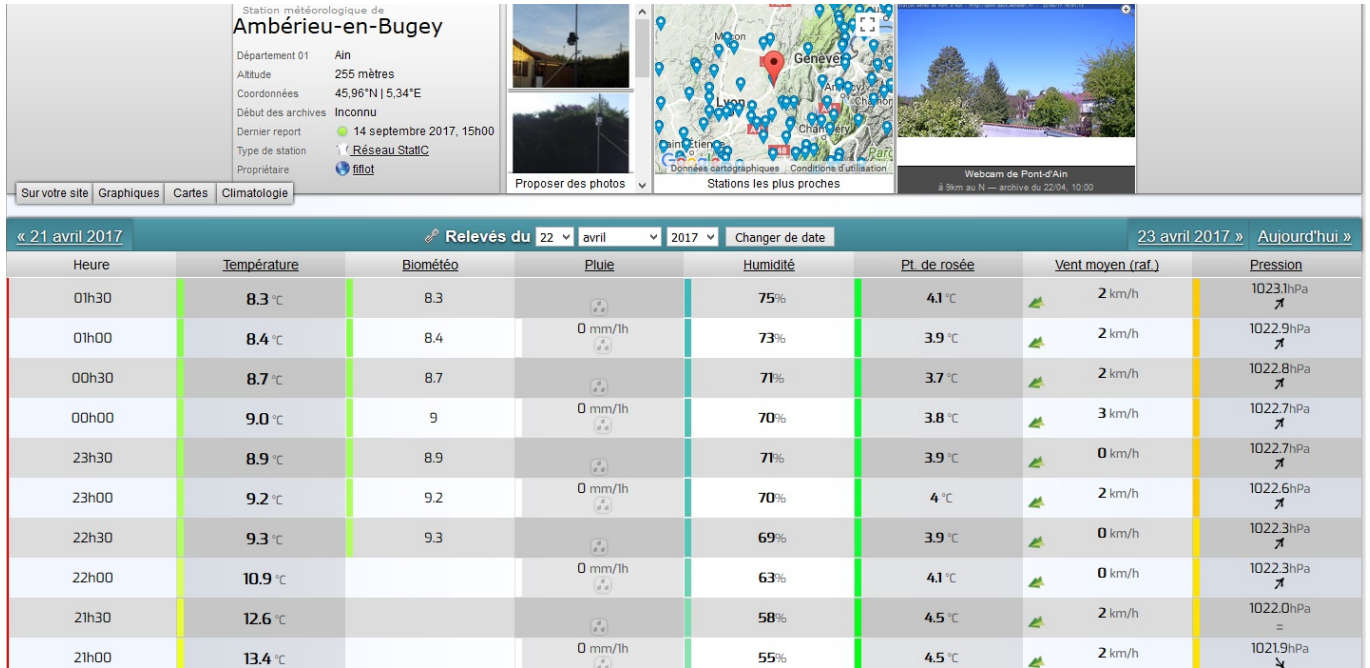 Station météorologique de
Ambérieu-en-Bugey
Département 01 Ain
Altitude 255 mètres
Coordonnées 45,96°N | 5,34°E
Début des archives Inconnu
Dernier report 14 septembre 2017, 15h00
Type de station Réseau StatIC
Propriétaire fiflot
Sur votre site Graphiques Cartes Climatologie
Proposer des photos
Genève
Lyon
Google
Données cartographiques Conditions d'utilisation
Stations les plus proches
Webcam de Pont-d'Ain
à 9km au N — archive du 22/04, 10:00
« 21 avril 2017 Relevés du 22 avril 2017 Changer de date 23 avril 2017 » Aujourd'hui »
Heure Température Biométéo Pluie Humidité Pt. de rosée Vent moyen (raf.) Pression
01h30 8.3 °C 8.3 75% 4.1 °C 2 km/h 1023.1hPa
01h00 8.4 °C 8.4 0 mm/1h 73% 3.9 °C 2 km/h 1022.9hPa
00h30 8.7 °C 8.7 71% 3.7 °C 2 km/h 1022.8hPa
00h00 9.0 °C 9 0 mm/1h 70% 3.8 °C 3 km/h 1022.7hPa
23h30 8.9 °C 8.9 71% 3.9 °C 0 km/h 1022.7hPa
23h00 9.2 °C 9.2 0 mm/1h 70% 4 °C 2 km/h 1022.6hPa
22h30 9.3 °C 9.3 69% 3.9 °C 0 km/h 1022.3hPa
22h00 10.9 °C 0 mm/1h 63% 4.1 °C 0 km/h 1022.3hPa
21h30 12.6 °C 58% 4.5 °C 2 km/h 1022.0hPa =
21h00 13.4 °C 0 mm/1h 55% 4.5 °C 2 km/h 1021.9hPa